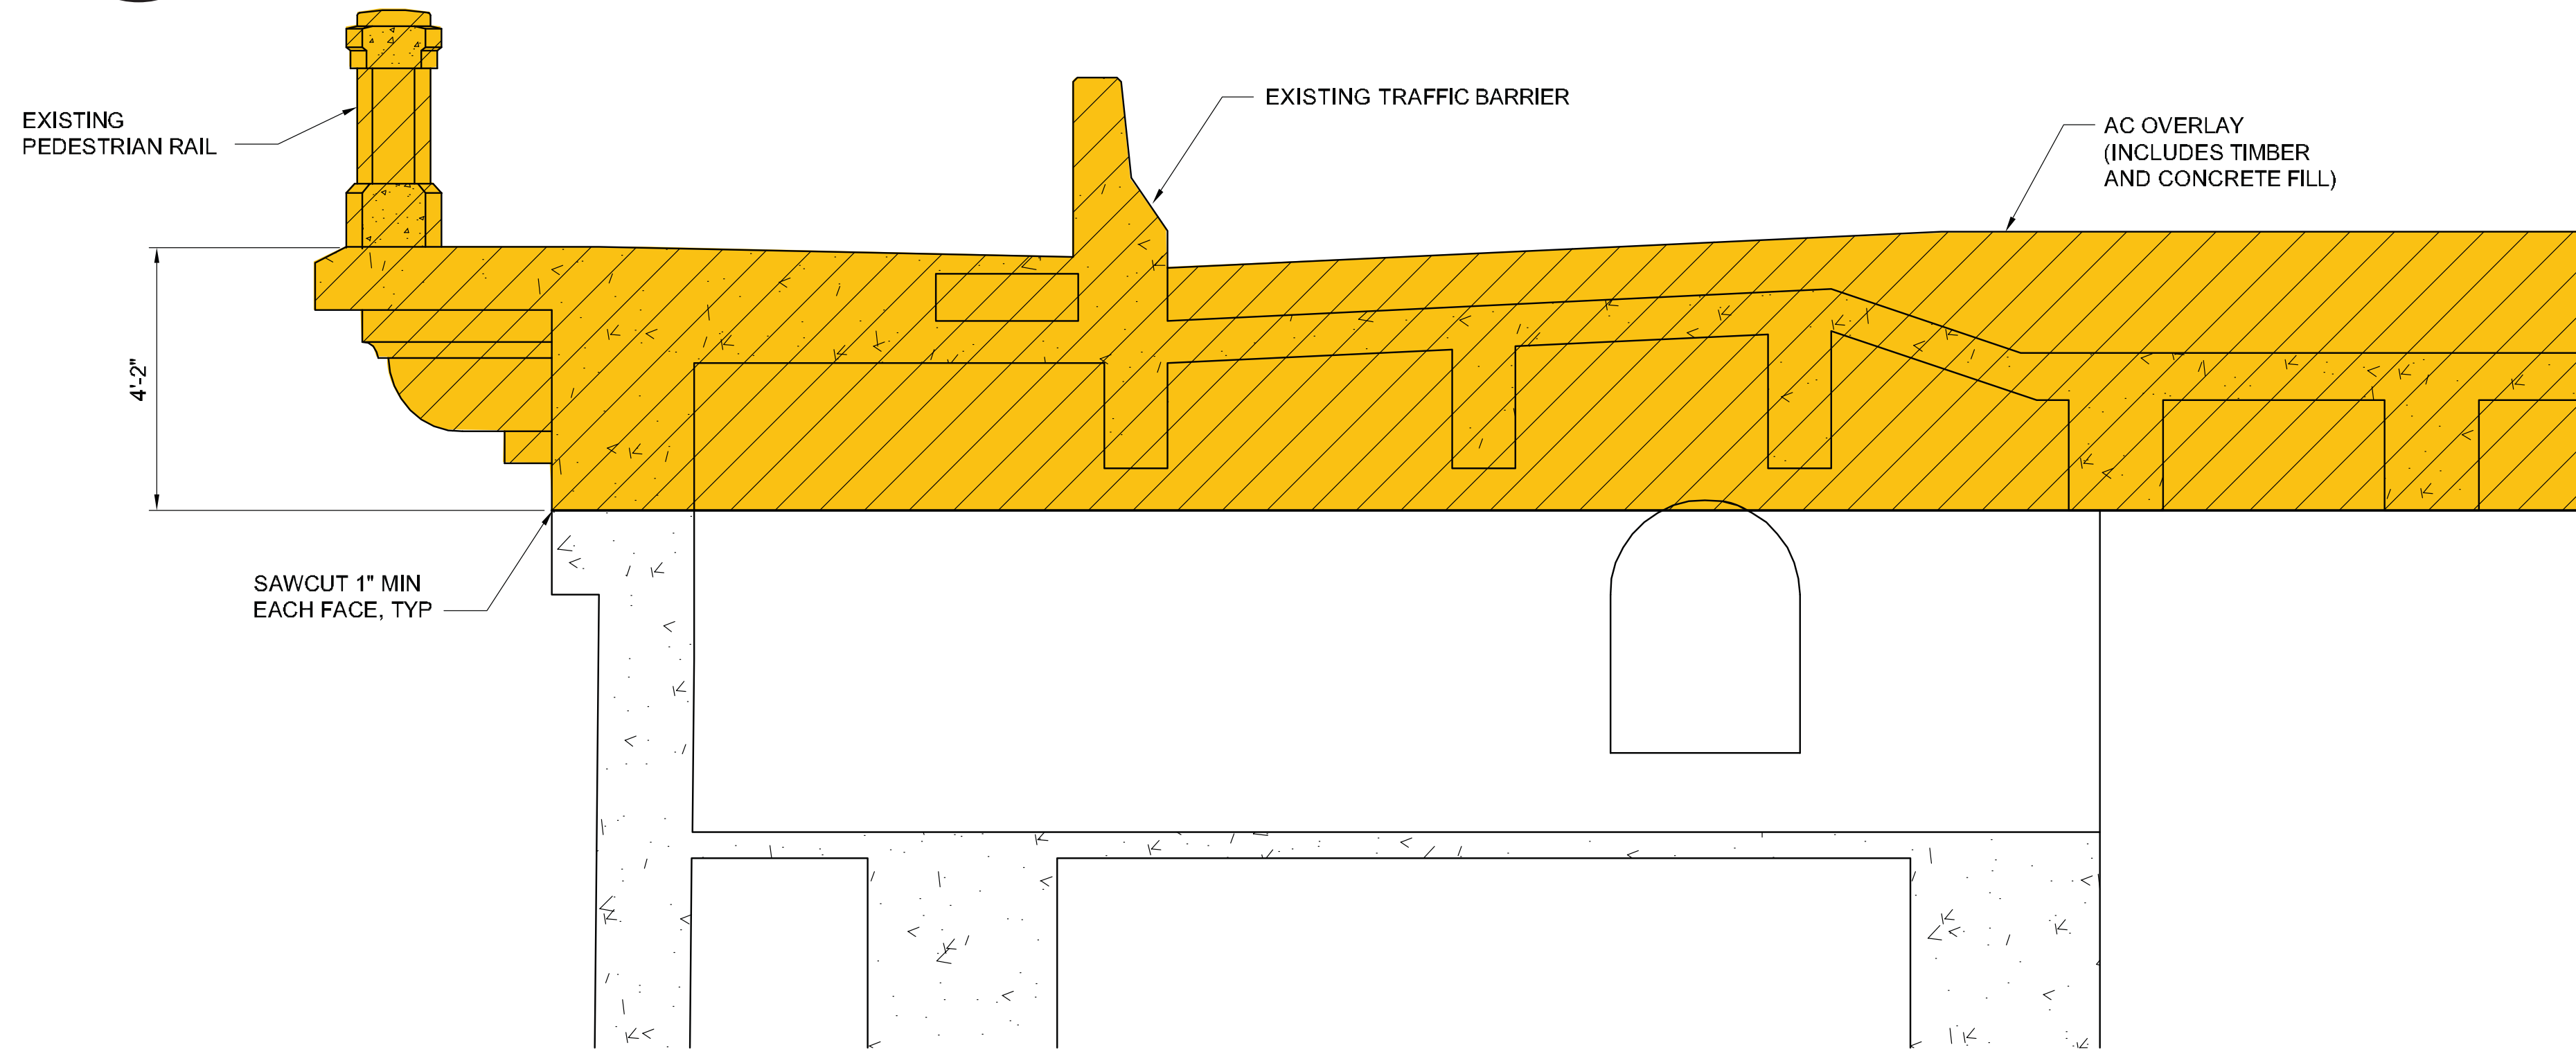 EXISTING
PEDESTRIAN RAIL
EXISTING TRAFFIC BARRIER
AC OVERLAY
(INCLUDES TIMBER
AND CONCRETE FILL)
4'-2"
SAWCUT 1" MIN
EACH FACE, TYP